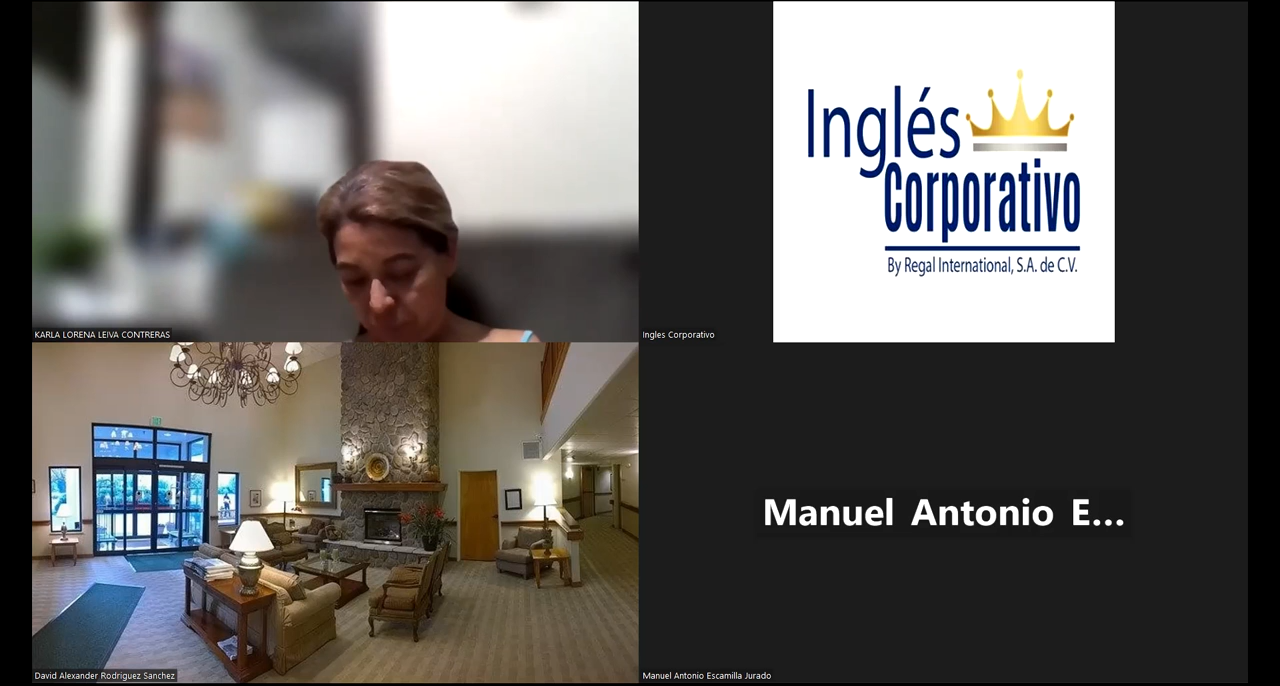 Inglés
Corporativo
By Regal International, S.A. de C.V.
KARLA LORENA LEIVA CONTRERAS
Ingles Corporativo
Manuel Antonio E...
David Alexander Rodriguez Sanchez
Manuel Antonio Escamilla Jurado